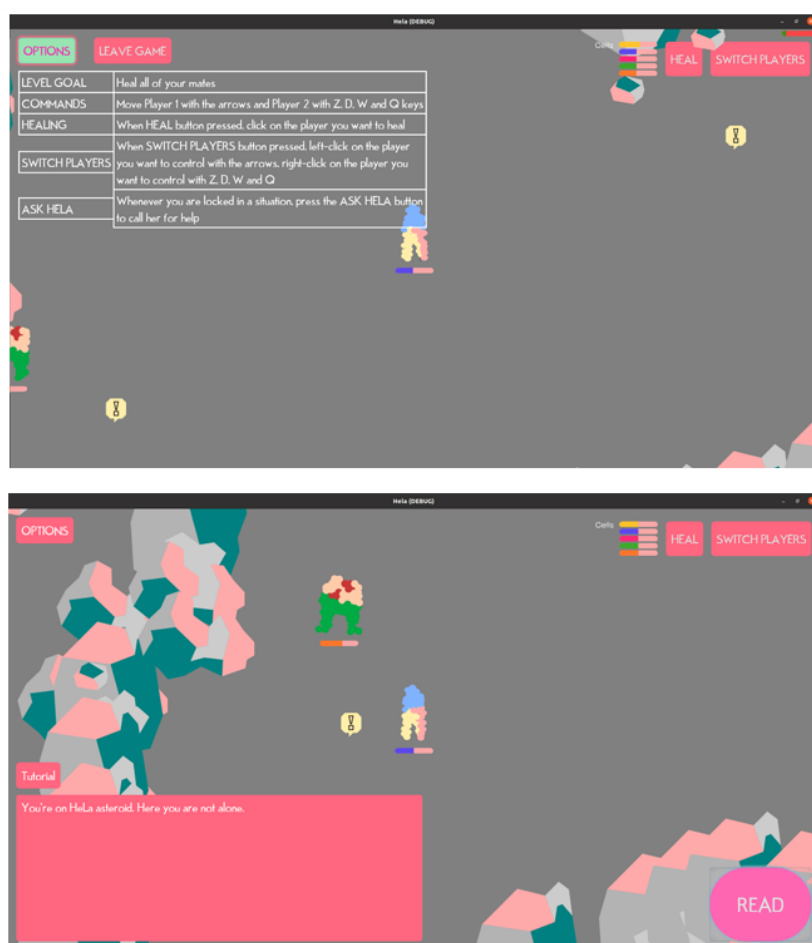 Hela (DEBUG)
OPTIONS LEAVE GAME
Cells HEAL SWITCH PLAYERS
LEVEL GOAL Heal all of your mates
COMMANDS Move Player 1 with the arrows and Player 2 with Z, D, W and Q keys
HEALING When HEAL button pressed, click on the player you want to heal
SWITCH PLAYERS When SWITCH PLAYERS button pressed, left-click on the player
you want to control with the arrows, right-click on the player you
want to control with Z, D, W and Q
ASK HELA Whenever you are locked in a situation, press the ASK HELA button
to call her for help
!
!
Hela (DEBUG)
OPTIONS
Cells HEAL SWITCH PLAYERS
!
Tutorial
You're on HeLa asteroid. Here you are not alone.
READ